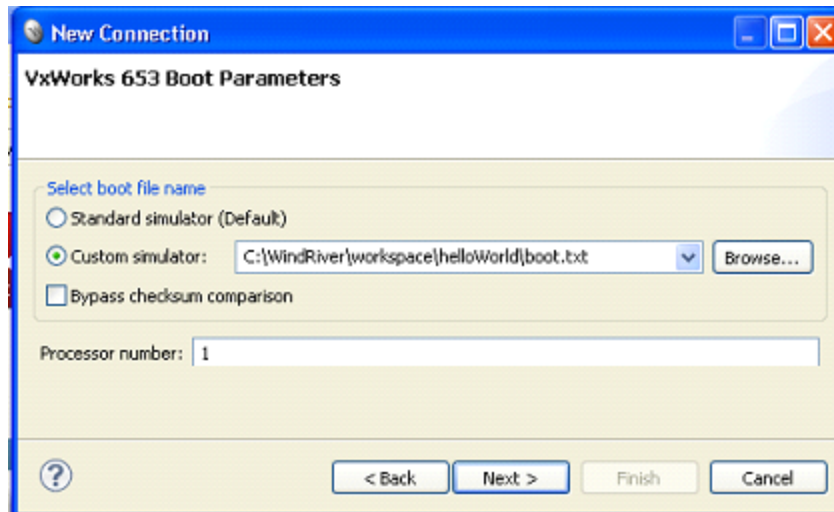 New Connection
VxWorks 653 Boot Parameters
Select boot file name
Standard simulator (Default)
Custom simulator: C:\WindRiver\workspace\helloWorld\boot.txt Browse...
Bypass checksum comparison
Processor number: 1
? < Back Next > Finish Cancel